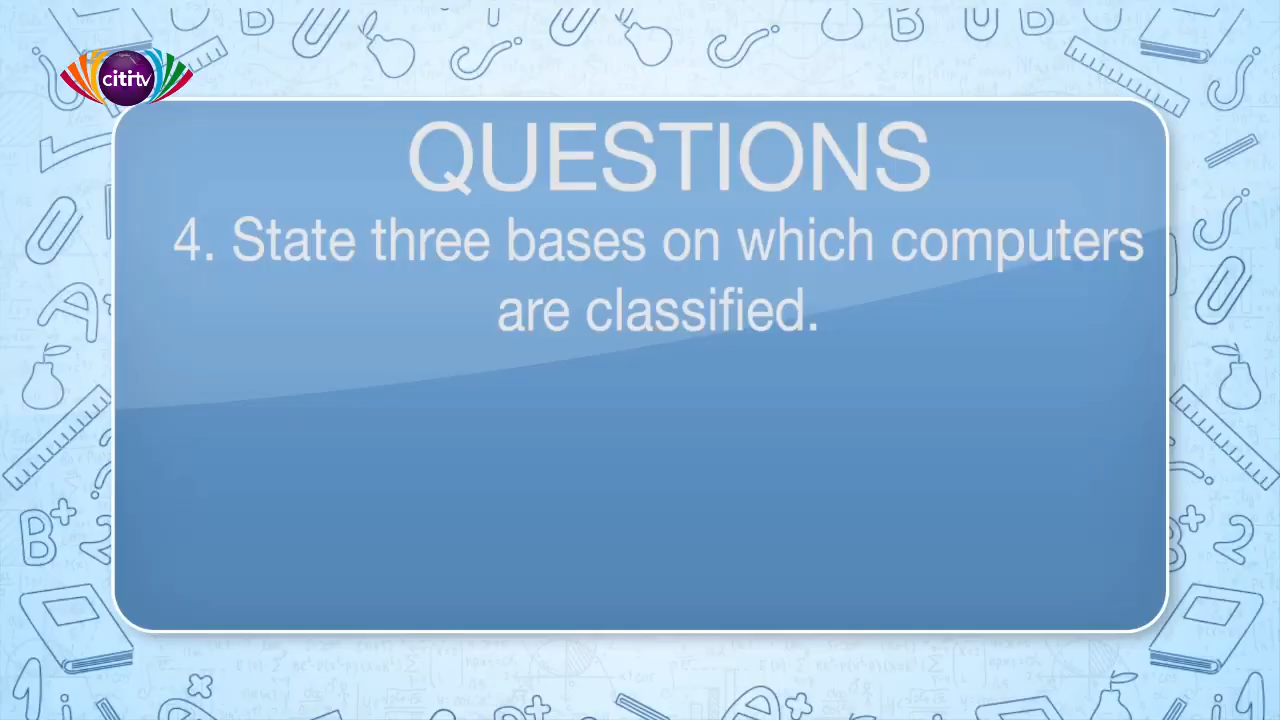 citi tv
QUESTIONS
4. State three bases on which computers
are classified.